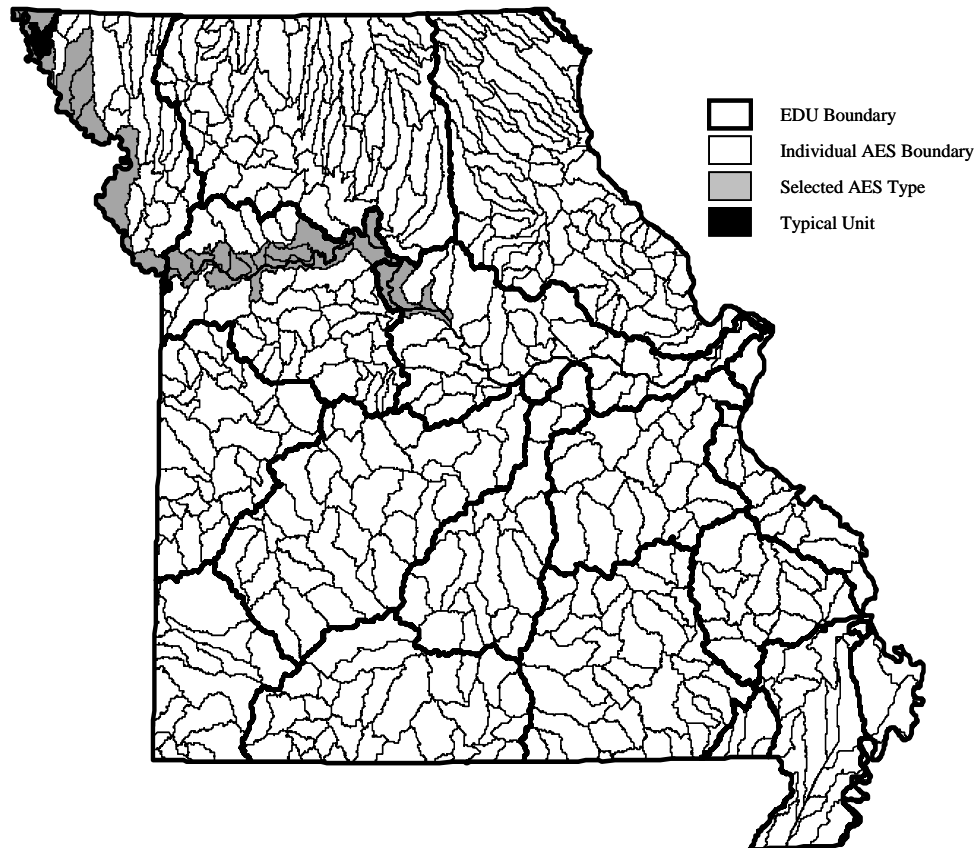 EDU Boundary
Individual AES Boundary
Selected AES Type
Typical Unit